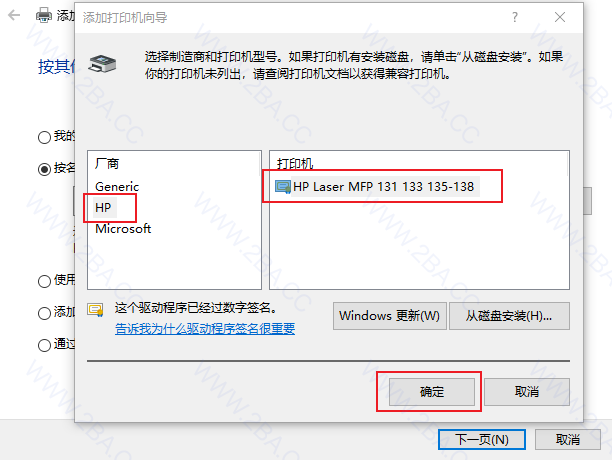 添加
添加打印机向导
选择制造商和打印机型号。如果打印机有安装磁盘，请单击“从磁盘安装”。如果
你的打印机未列出，请查阅打印机文档以获得兼容打印机。
按其
我的
按名
使用
添加
通过
厂商
Generic
HP
Microsoft
打印机
HP Laser MFP 131 133 135-138
这个驱动程序已经过数字签名。
告诉我为什么驱动程序签名很重要
Windows 更新(W)
从磁盘安装(H)...
确定
取消
下一页(N)
取消
WWW.2BA.CC